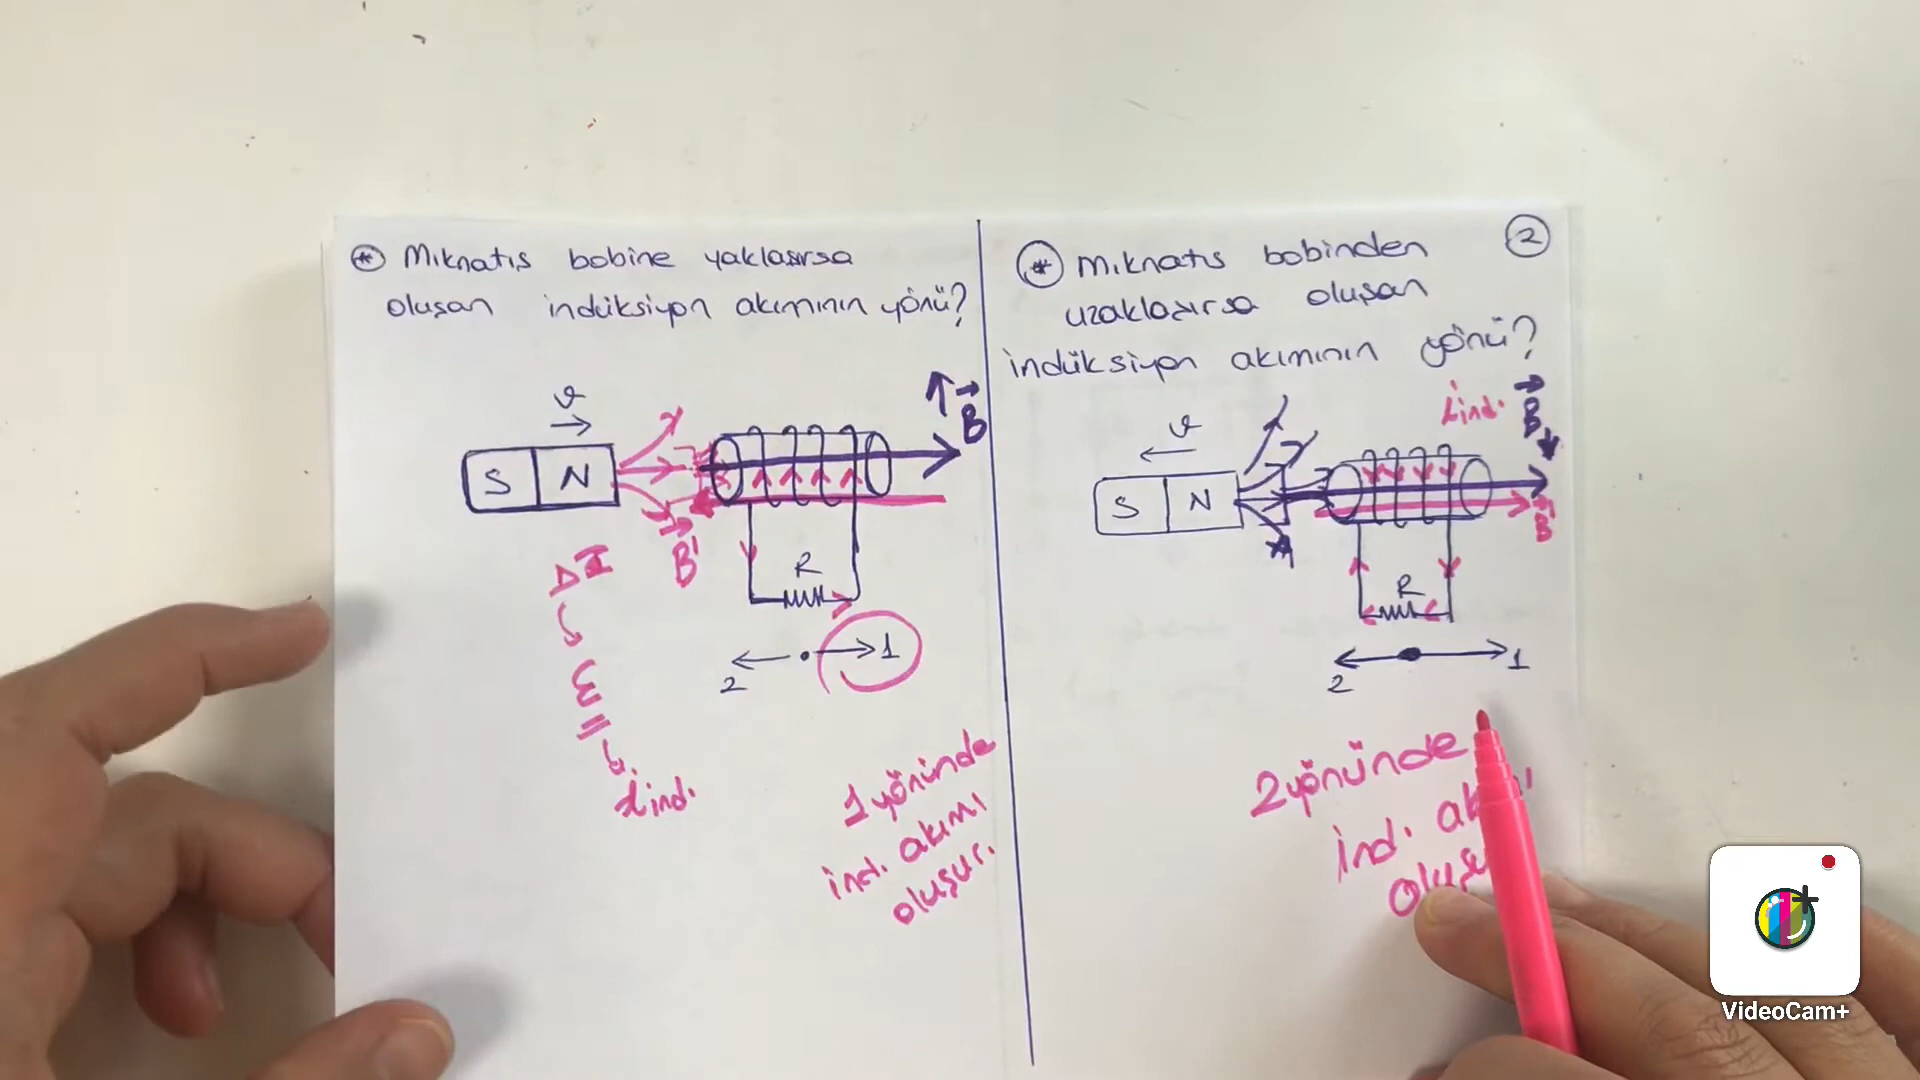 * Mıknatıs bobine yaklaşırsa
oluşan indüksiyon akımının yönü?
ϑ
S N
B
B'
R
2 1
ΔΦ
ε
İind.
1 yönünde
ind. akımı
oluşur.
2
* mıknatıs bobinden
uzaklaşırsa oluşan
indüksiyon akımının yönü?
İind. B
ϑ
S N
B'
R
2 1
2 yönünde
ind.
VideoCam+